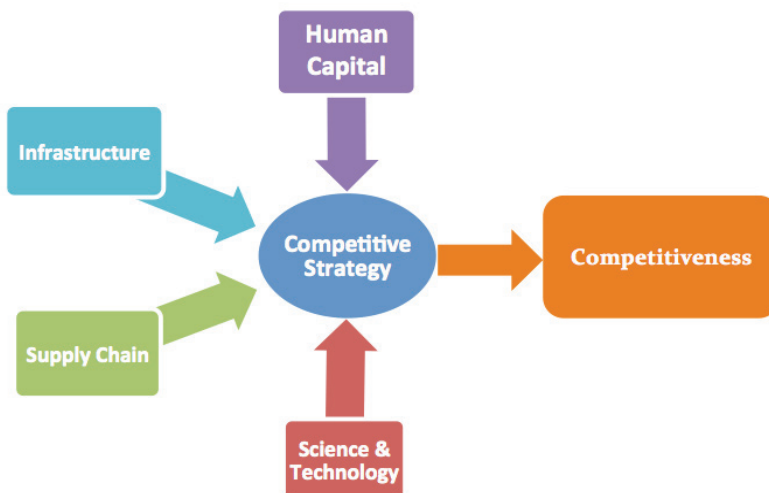 Human
Capital
Infrastructure
Competitive
Strategy
Competitiveness
Supply Chain
Science &
Technology